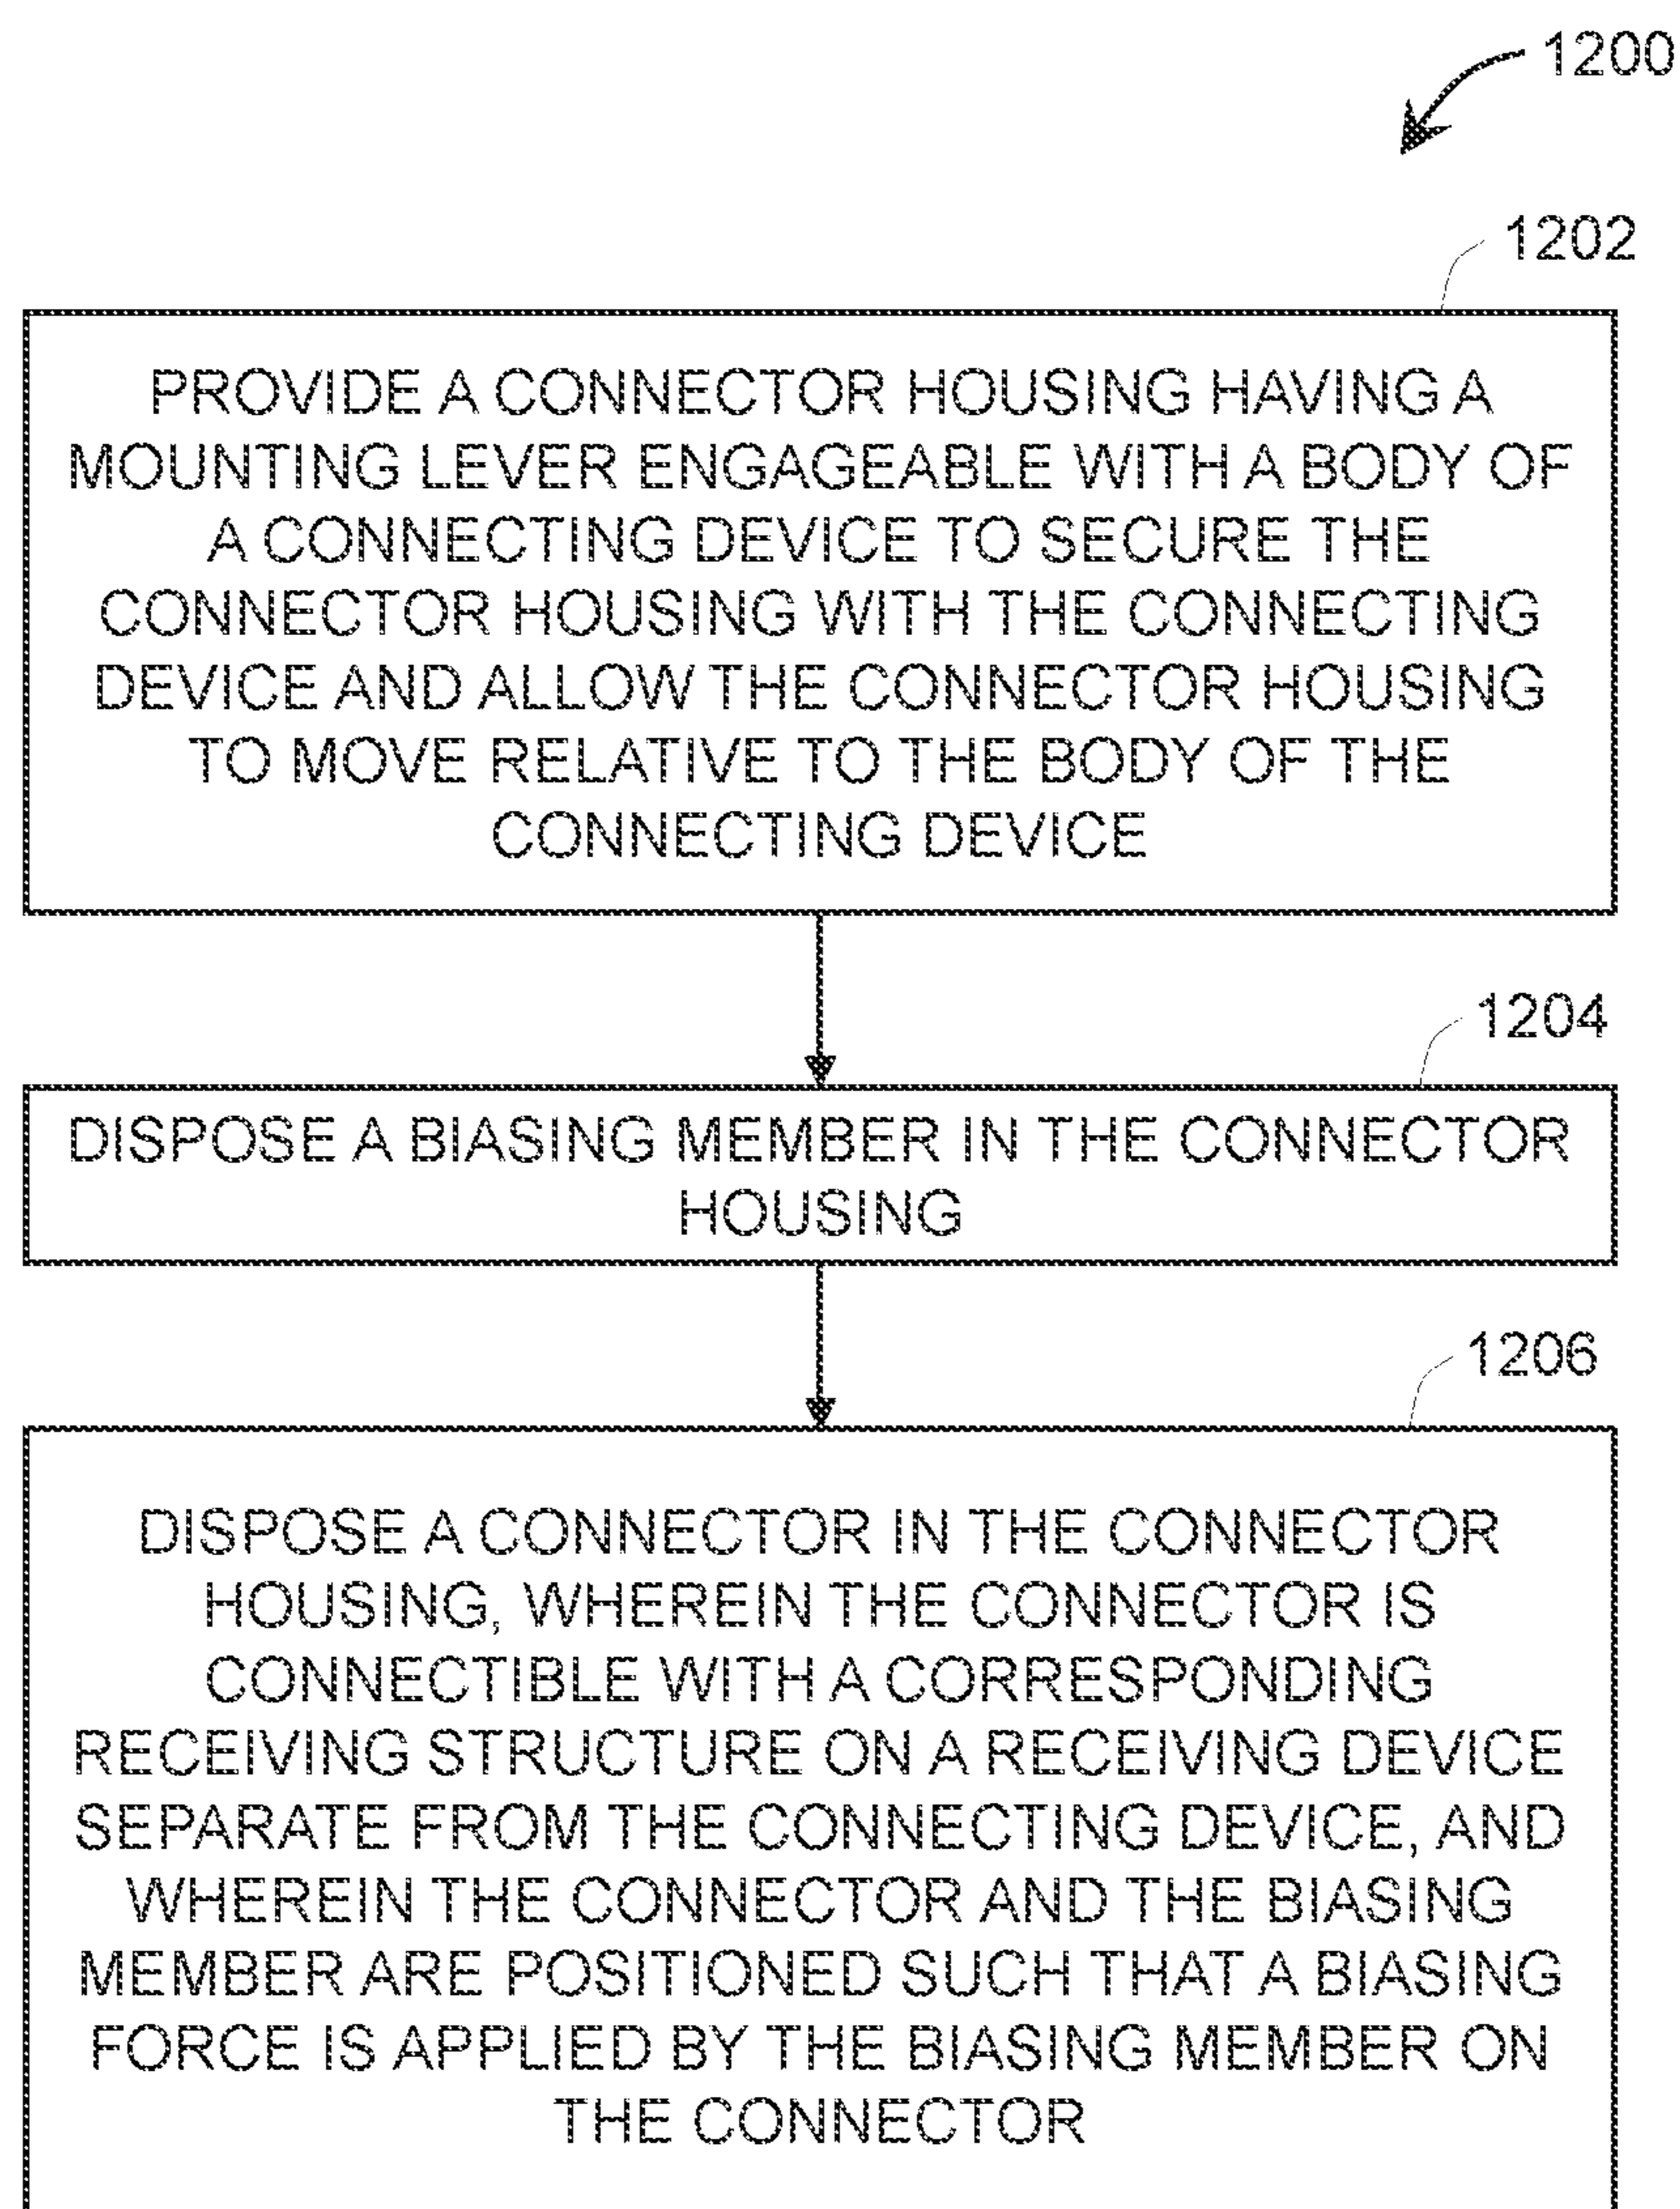 1200
1202
PROVIDE A CONNECTOR HOUSING HAVING A
MOUNTING LEVER ENGAGEABLE WITH A BODY OF
A CONNECTING DEVICE TO SECURE THE
CONNECTOR HOUSING WITH THE CONNECTING
DEVICE AND ALLOW THE CONNECTOR HOUSING
TO MOVE RELATIVE TO THE BODY OF THE
CONNECTING DEVICE
1204
DISPOSE A BIASING MEMBER IN THE CONNECTOR
HOUSING
1206
DISPOSE A CONNECTOR IN THE CONNECTOR
HOUSING, WHEREIN THE CONNECTOR IS
CONNECTIBLE WITH A CORRESPONDING
RECEIVING STRUCTURE ON A RECEIVING DEVICE
SEPARATE FROM THE CONNECTING DEVICE, AND
WHEREIN THE CONNECTOR AND THE BIASING
MEMBER ARE POSITIONED SUCH THAT A BIASING
FORCE IS APPLIED BY THE BIASING MEMBER ON
THE CONNECTOR